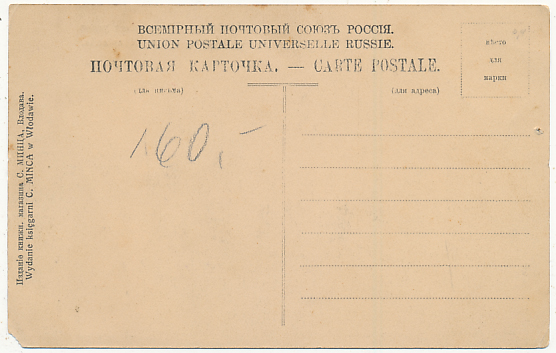 ВСЕМІРНЫЙ ПОЧТОВЫЙ СОЮЗЪ РОССІЯ.
UNION POSTALE UNIVERSELLE RUSSIE.
ПОЧТОВАЯ КАРТОЧКА. — CARTE POSTALE.
(для письма)
(для адреса)
мѣсто
для
марки
160,-
Изданіе книжн. магазина С. МИНЦА, Влодава.
Wydanie księgarni C. MINCA w Włodawie.